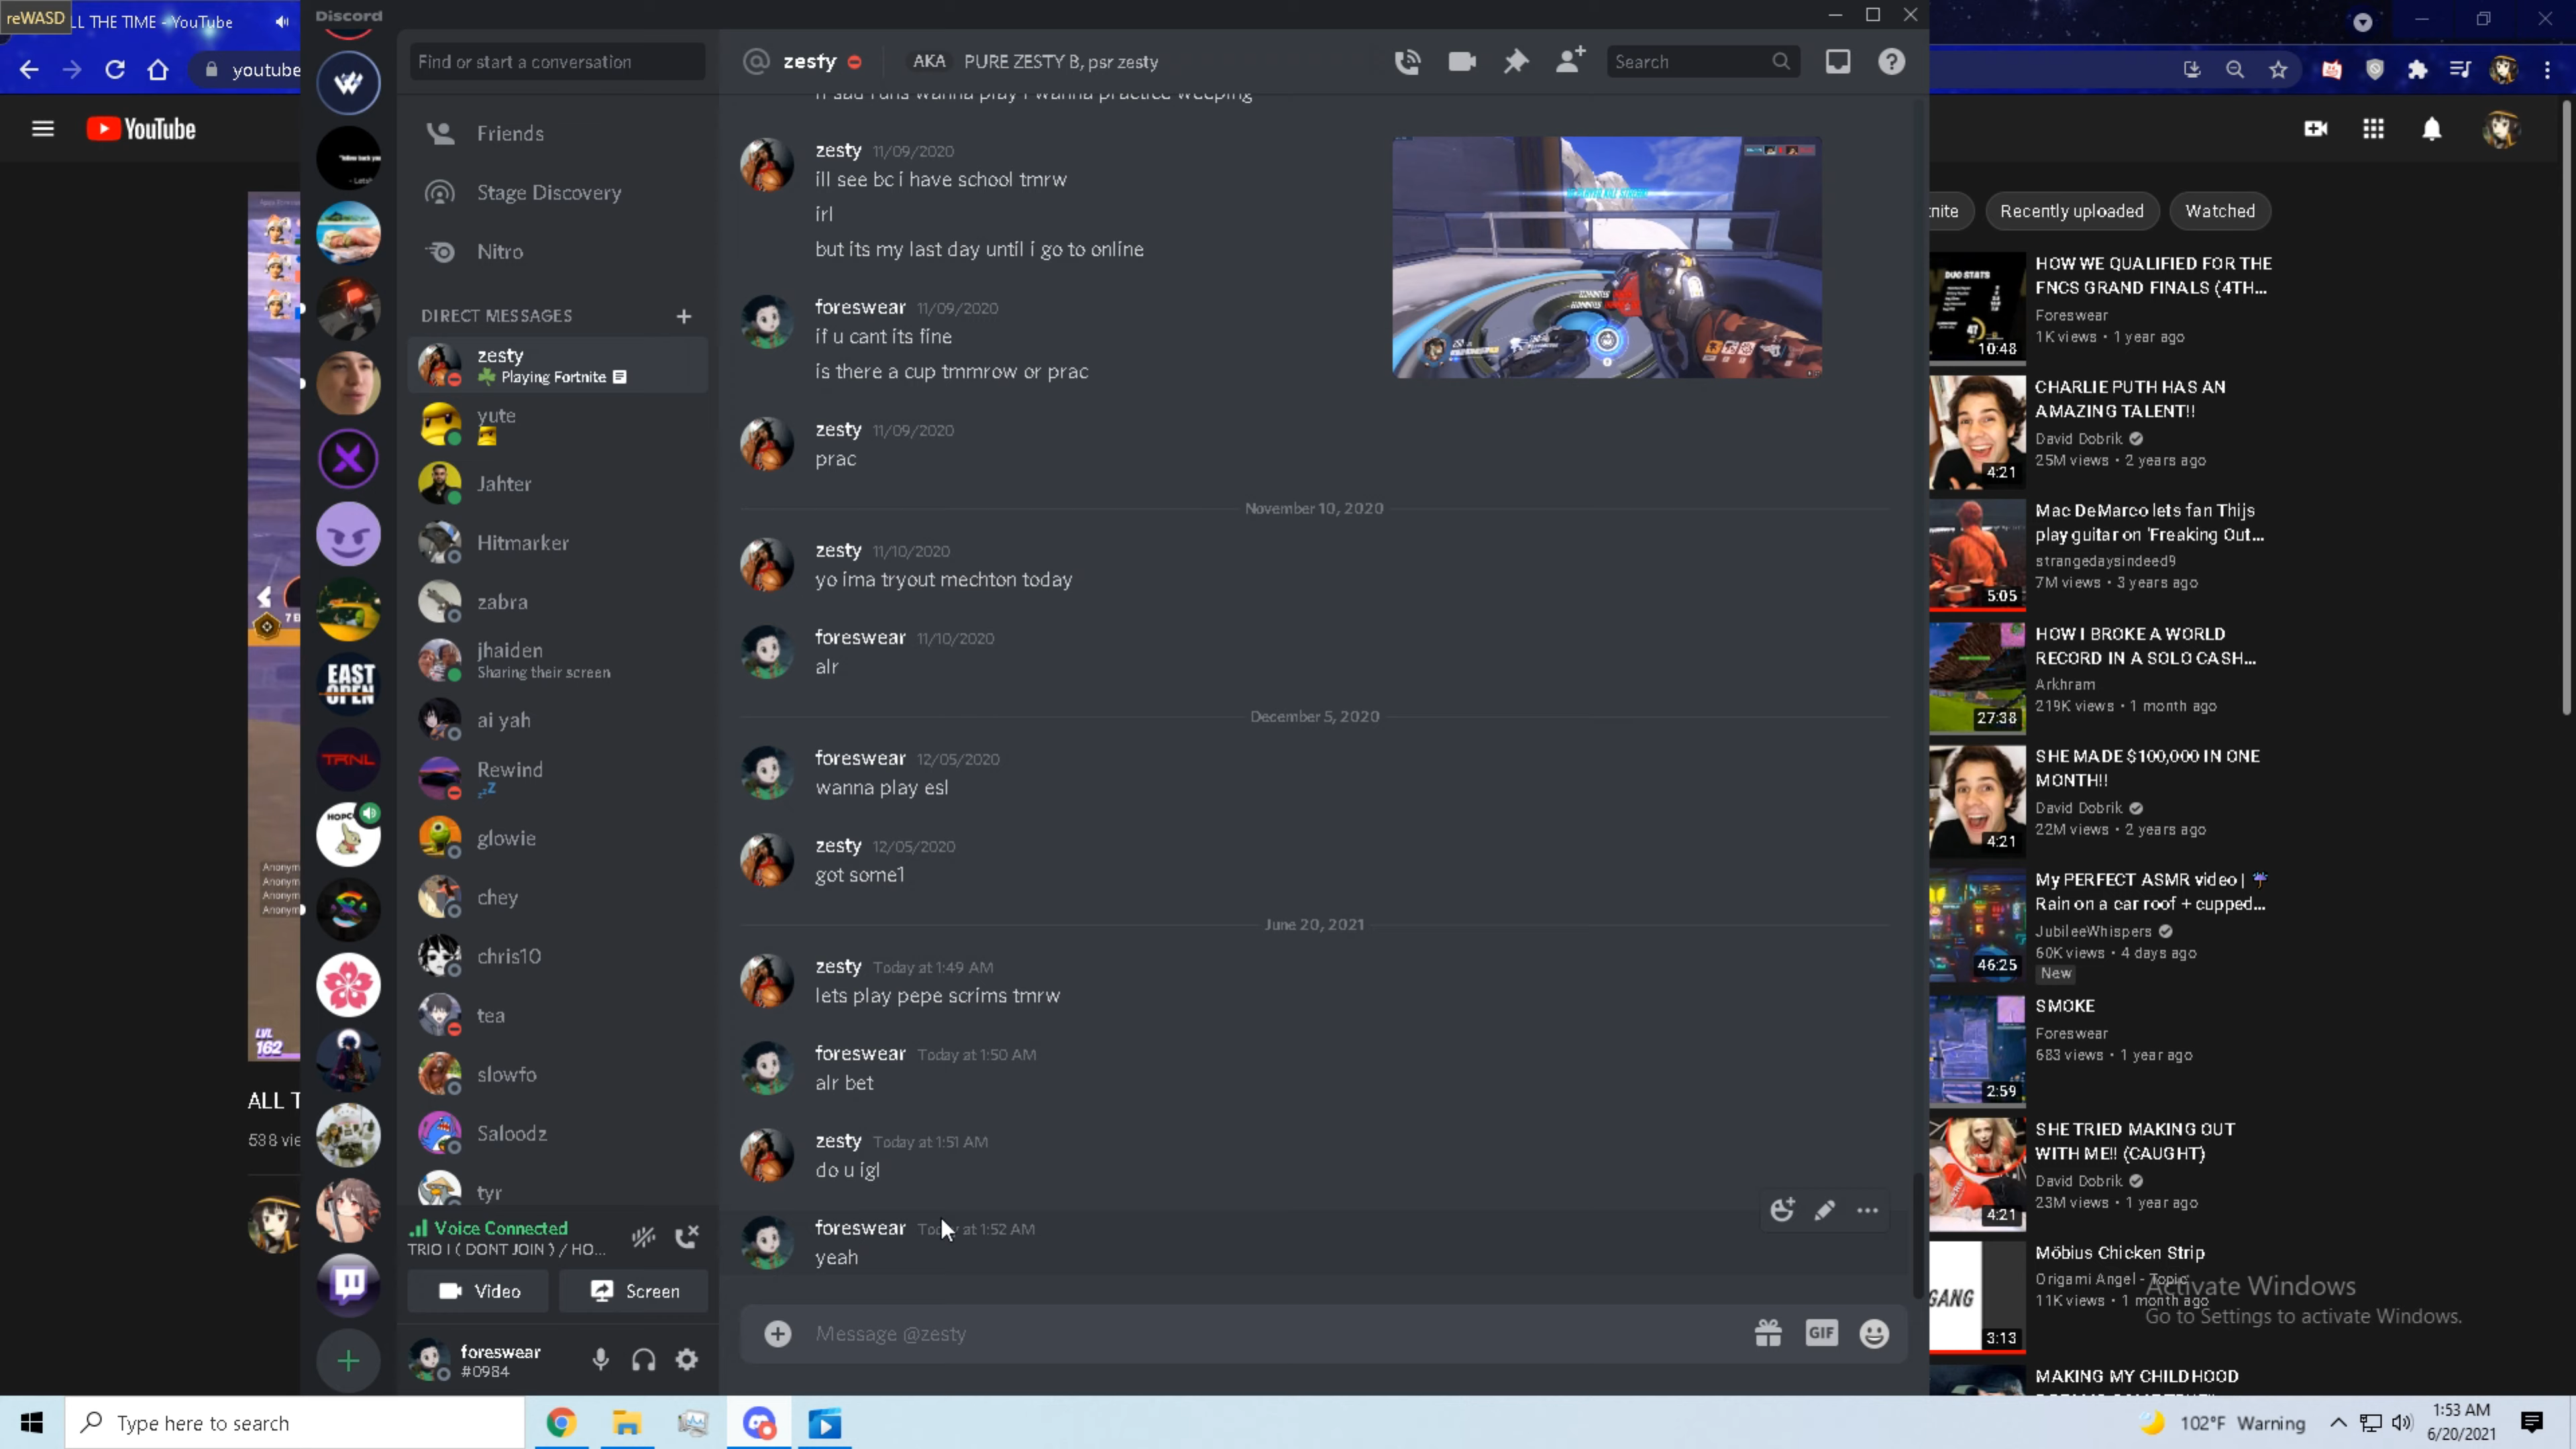 reWASD
LL THE TIME - YouTube
youtube
YouTube
ALL T
538 vie
LVL
162
Anonym
Anonym
Anonym
Anonym
Discord
EAST
OPEN
TRNL
Find or start a conversation
Friends
Stage Discovery
Nitro
DIRECT MESSAGES
zesty
Playing Fortnite
yute
Jahter
Hitmarker
zabra
jhaiden
Sharing their screen
ai yah
Rewind
glowie
chey
chris10
tea
slowfo
Saloodz
tyr
Voice Connected
TRIO I ( DONT JOIN ) / HO...
Video
Screen
foreswear
#0984
zesty
AKA PURE ZESTY B, psr zesty
Search
zesty 11/09/2020
ill see bc i have school tmrw
irl
but its my last day until i go to online
foreswear 11/09/2020
if u cant its fine
is there a cup tmmrow or prac
zesty 11/09/2020
prac
November 10, 2020
zesty 11/10/2020
yo ima tryout mechton today
foreswear 11/10/2020
alr
December 5, 2020
foreswear 12/05/2020
wanna play esl
zesty 12/05/2020
got some1
June 20, 2021
zesty Today at 1:49 AM
lets play pepe scrims tmrw
foreswear Today at 1:50 AM
alr bet
zesty Today at 1:51 AM
do u igl
foreswear Today at 1:52 AM
yeah
Message @zesty
GIF
nite
Recently uploaded
Watched
DUO STATS
10:48
HOW WE QUALIFIED FOR THE
FNCS GRAND FINALS (4TH...
Foreswear
1K views • 1 year ago
4:21
CHARLIE PUTH HAS AN
AMAZING TALENT!!
David Dobrik
25M views • 2 years ago
5:05
Mac DeMarco lets fan Thijs
play guitar on 'Freaking Out...
strangedaysindeed9
7M views • 3 years ago
27:38
HOW I BROKE A WORLD
RECORD IN A SOLO CASH...
Arkhram
219K views • 1 month ago
4:21
SHE MADE $100,000 IN ONE
MONTH!!
David Dobrik
22M views • 2 years ago
46:25
My PERFECT ASMR video |
Rain on a car roof + cupped...
JubileeWhispers
60K views • 4 days ago
New
2:59
SMOKE
Foreswear
683 views • 1 year ago
4:21
SHE TRIED MAKING OUT
WITH ME!! (CAUGHT)
David Dobrik
23M views • 1 year ago
GANG
3:13
Möbius Chicken Strip
Origami Angel - Topic
11K views • 1 month ago
MAKING MY CHILDHOOD
Activate Windows
Go to Settings to activate Windows.
Type here to search
102°F Warning
1:53 AM
6/20/2021